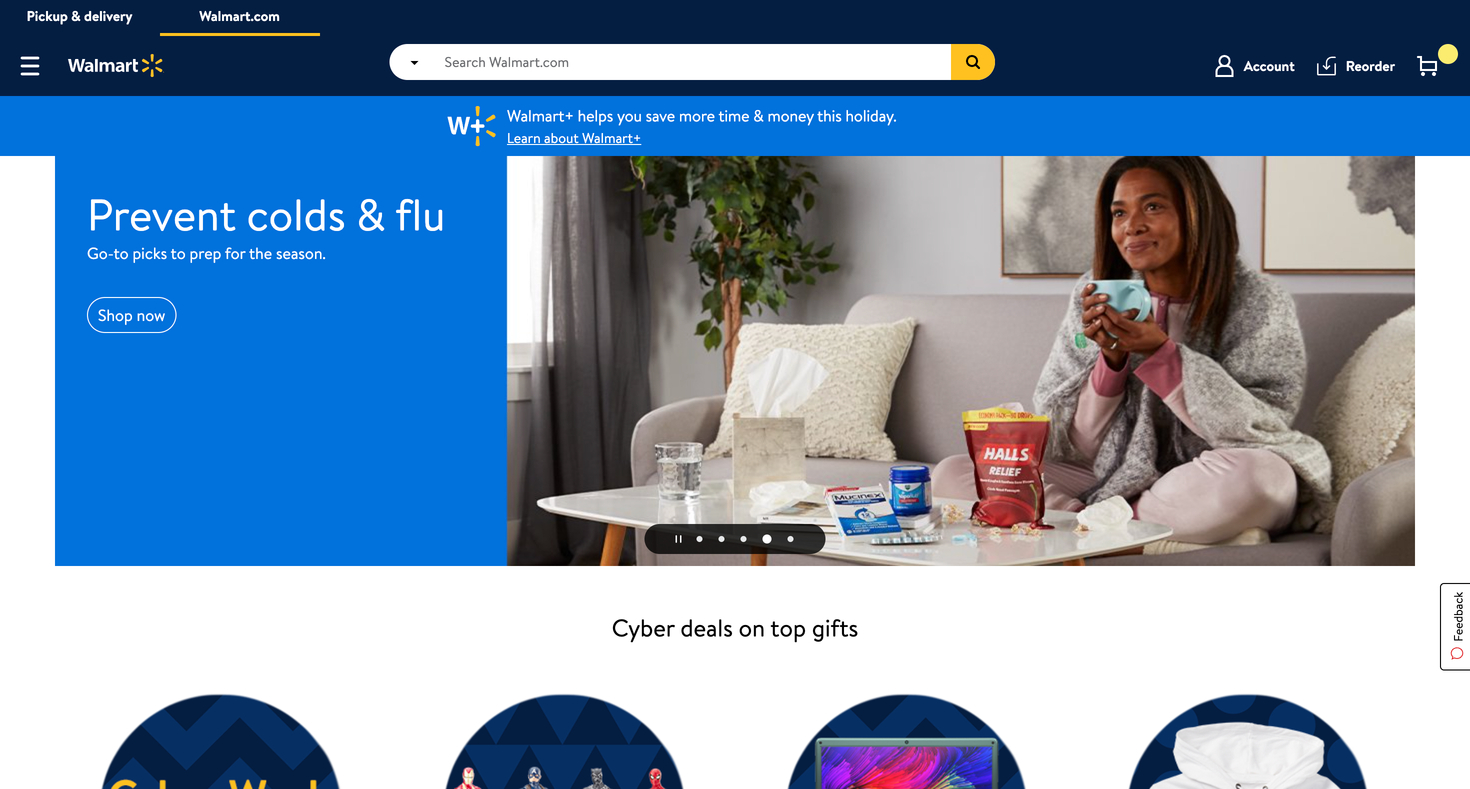 Pickup & delivery
Walmart.com
Walmart
Search Walmart.com
Account
Reorder
W+
Walmart+ helps you save more time & money this holiday.
Learn about Walmart+
Prevent colds & flu
Go-to picks to prep for the season.
Shop now
HALLS
RELIEF
Mucinex
Feedback
Cyber deals on top gifts